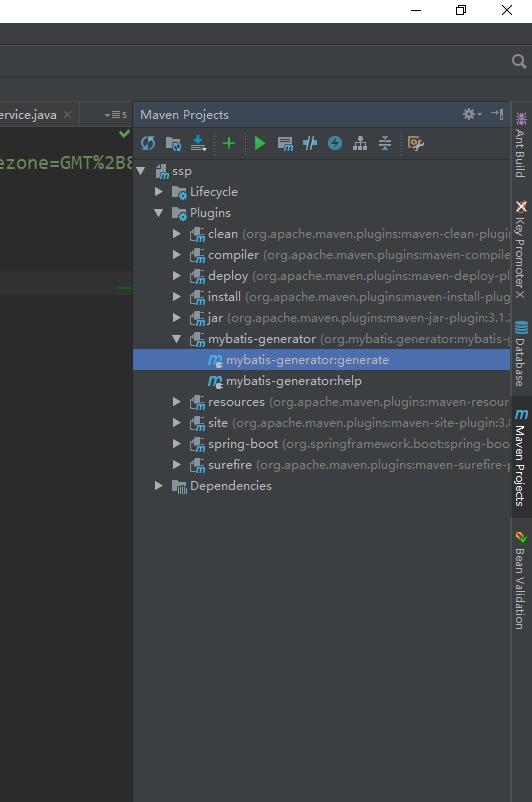 ervice.java
5
Maven Projects
ezone=GMT%2B8
ssp
Lifecycle
Plugins
clean (org.apache.maven.plugins:maven-clean-plugin
compiler (org.apache.maven.plugins:maven-compile
deploy (org.apache.maven.plugins:maven-deploy-pl
install (org.apache.maven.plugins:maven-install-plug
jar (org.apache.maven.plugins:maven-jar-plugin:3.1.
mybatis-generator (org.mybatis.generator:mybatis-g
mybatis-generator:generate
mybatis-generator:help
resources (org.apache.maven.plugins:maven-resour
site (org.apache.maven.plugins:maven-site-plugin:3.
spring-boot (org.springframework.boot:spring-boo
surefire (org.apache.maven.plugins:maven-surefire-p
Dependencies
Ant Build
Key Promoter X
Database
Maven Projects
Bean Validation